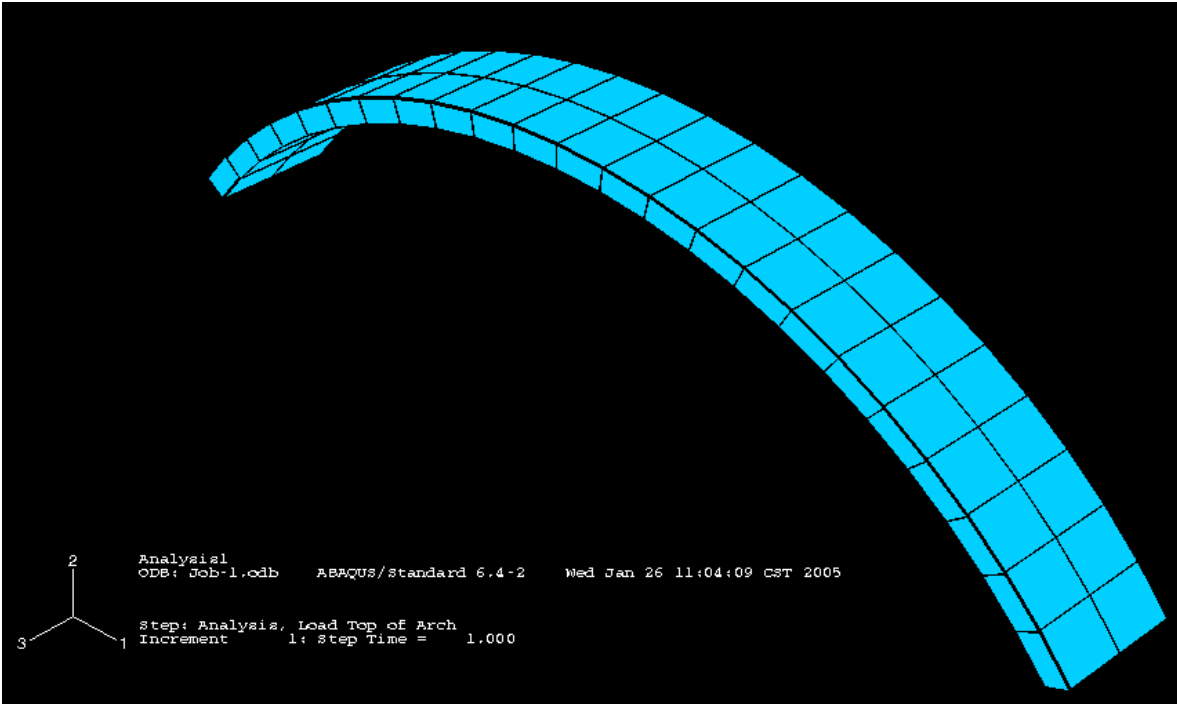 2
3
1
Analysis1
ODB: Job-1.odb ABAQUS/Standard 6.4-2 Wed Jan 26 11:04:09 CST 2005
Step: Analysis, Load Top of Arch
Increment 1: Step Time = 1.000